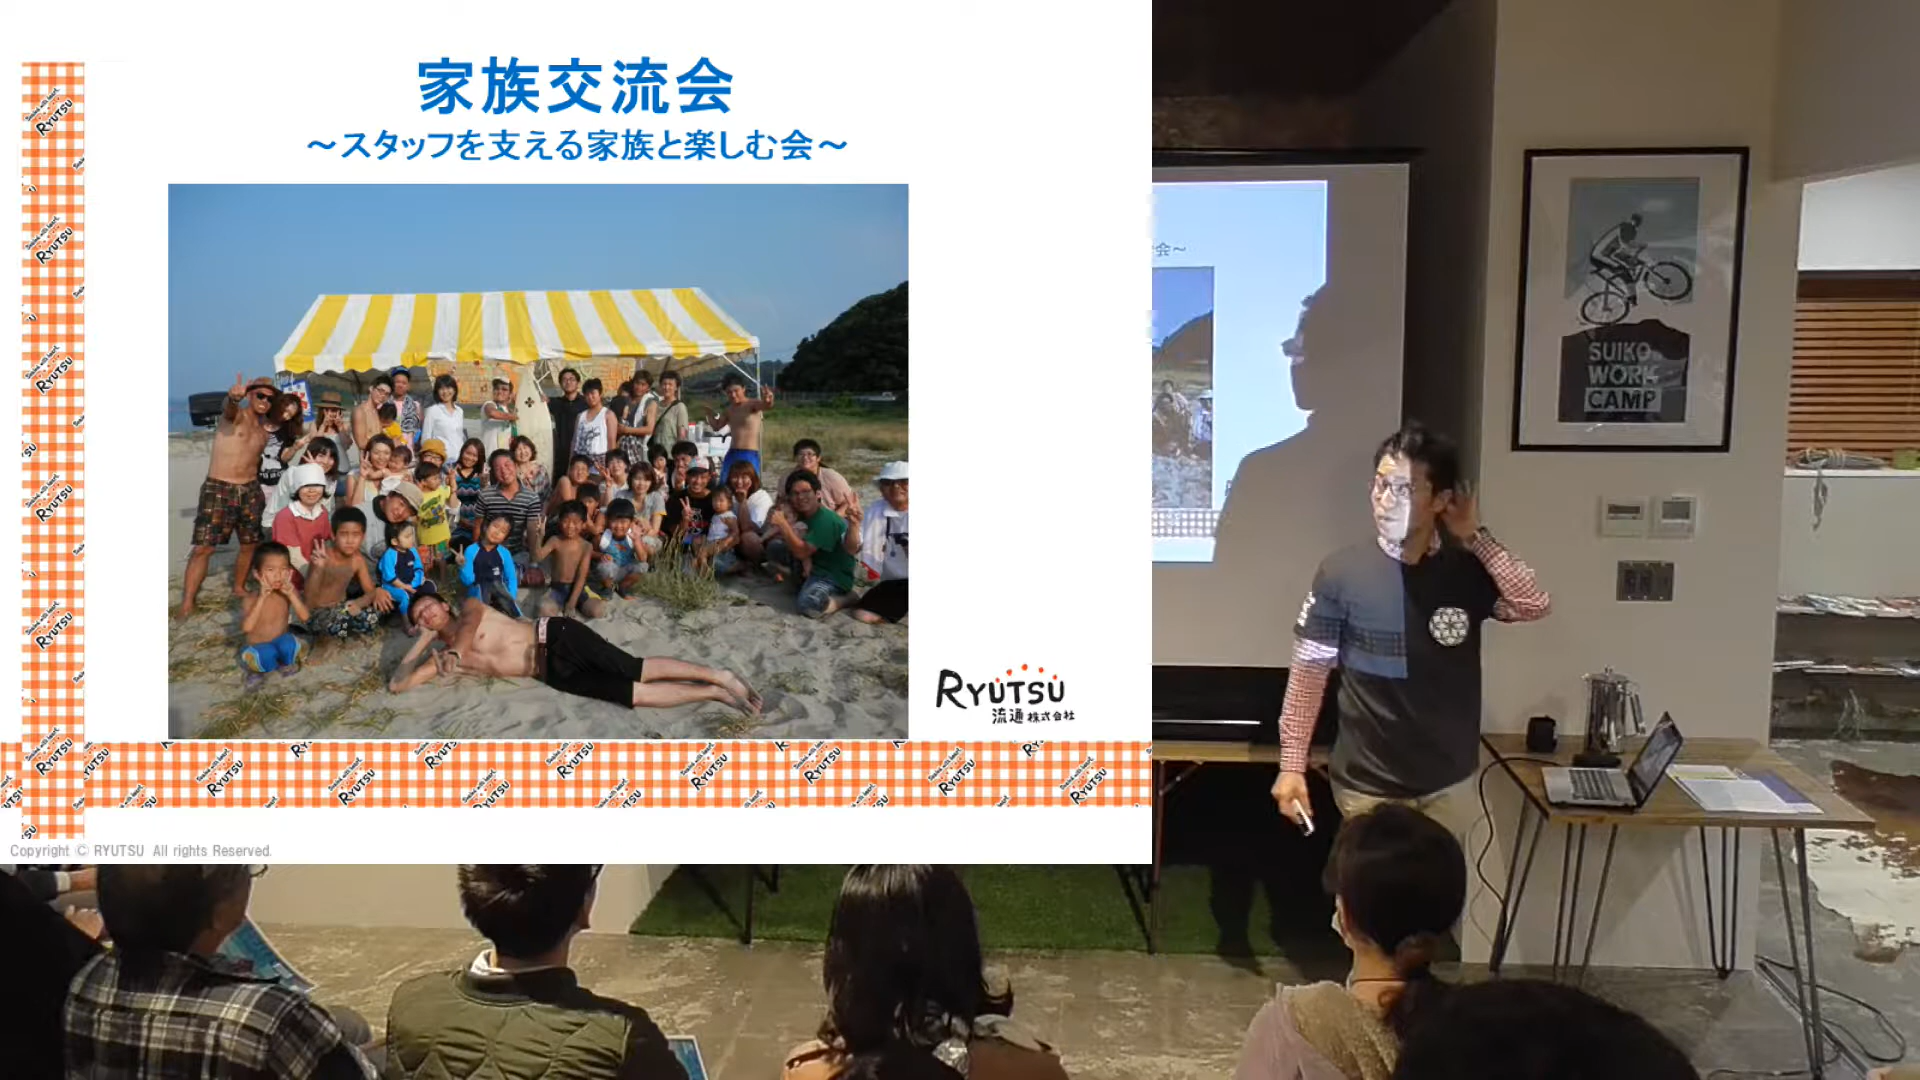 家族交流会
～スタッフを支える家族と楽しむ会～
RYUTSU
流通株式会社
Copyright © RYUTSU All rights Reserved.
会～
SUIKO
WORK
CAMP